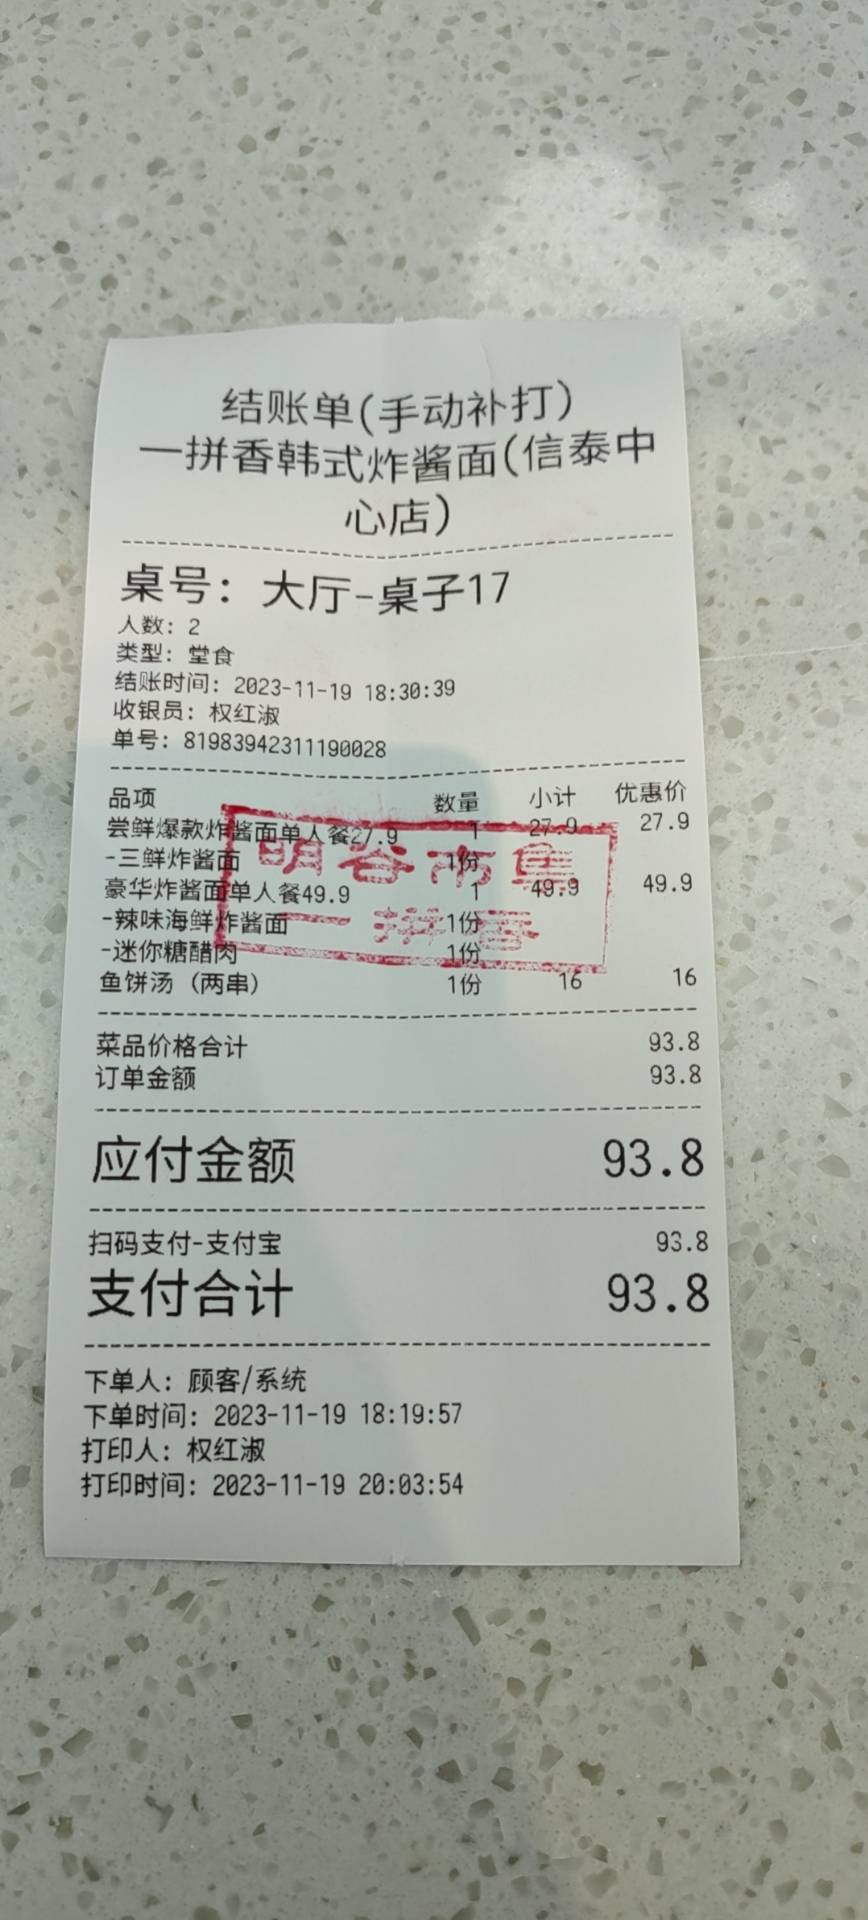 结账单(手动补打)
一拼香韩式炸酱面(信泰中
心店)
桌号: 大厅-桌子17
人数: 2
类型: 堂食
结账时间: 2023-11-19 18:30:39
收银员: 权红淑
单号: 81983942311190028
品项 数量 小计 优惠价
尝鲜爆款炸酱面单人餐27.9 1 27.9 27.9
-三鲜炸酱面 1份
豪华炸酱面单人餐49.9 1 49.9 49.9
-辣味海鲜炸酱面 1份
-迷你糖醋肉 1份
鱼饼汤 (两串) 1份 16 16
明谷市集
一拼香
菜品价格合计 93.8
订单金额 93.8
应付金额 93.8
扫码支付-支付宝 93.8
支付合计 93.8
下单人: 顾客/系统
下单时间: 2023-11-19 18:19:57
打印人: 权红淑
打印时间: 2023-11-19 20:03:54